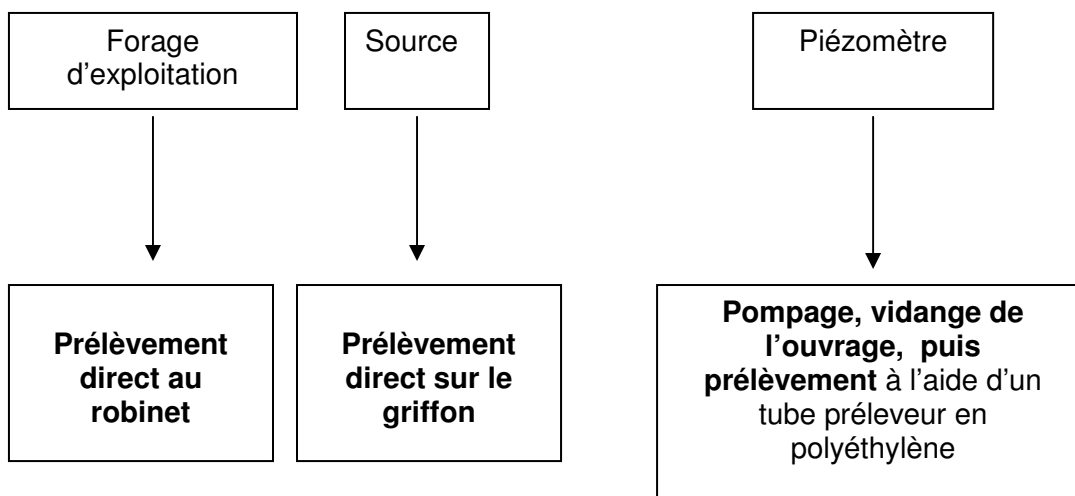 Forage
d’exploitation
Source
Piézomètre
Prélèvement
direct au
robinet
Prélèvement
direct sur le
griffon
Pompage, vidange de
l’ouvrage, puis
prélèvement à l’aide d’un
tube préleveur en
polyéthylène